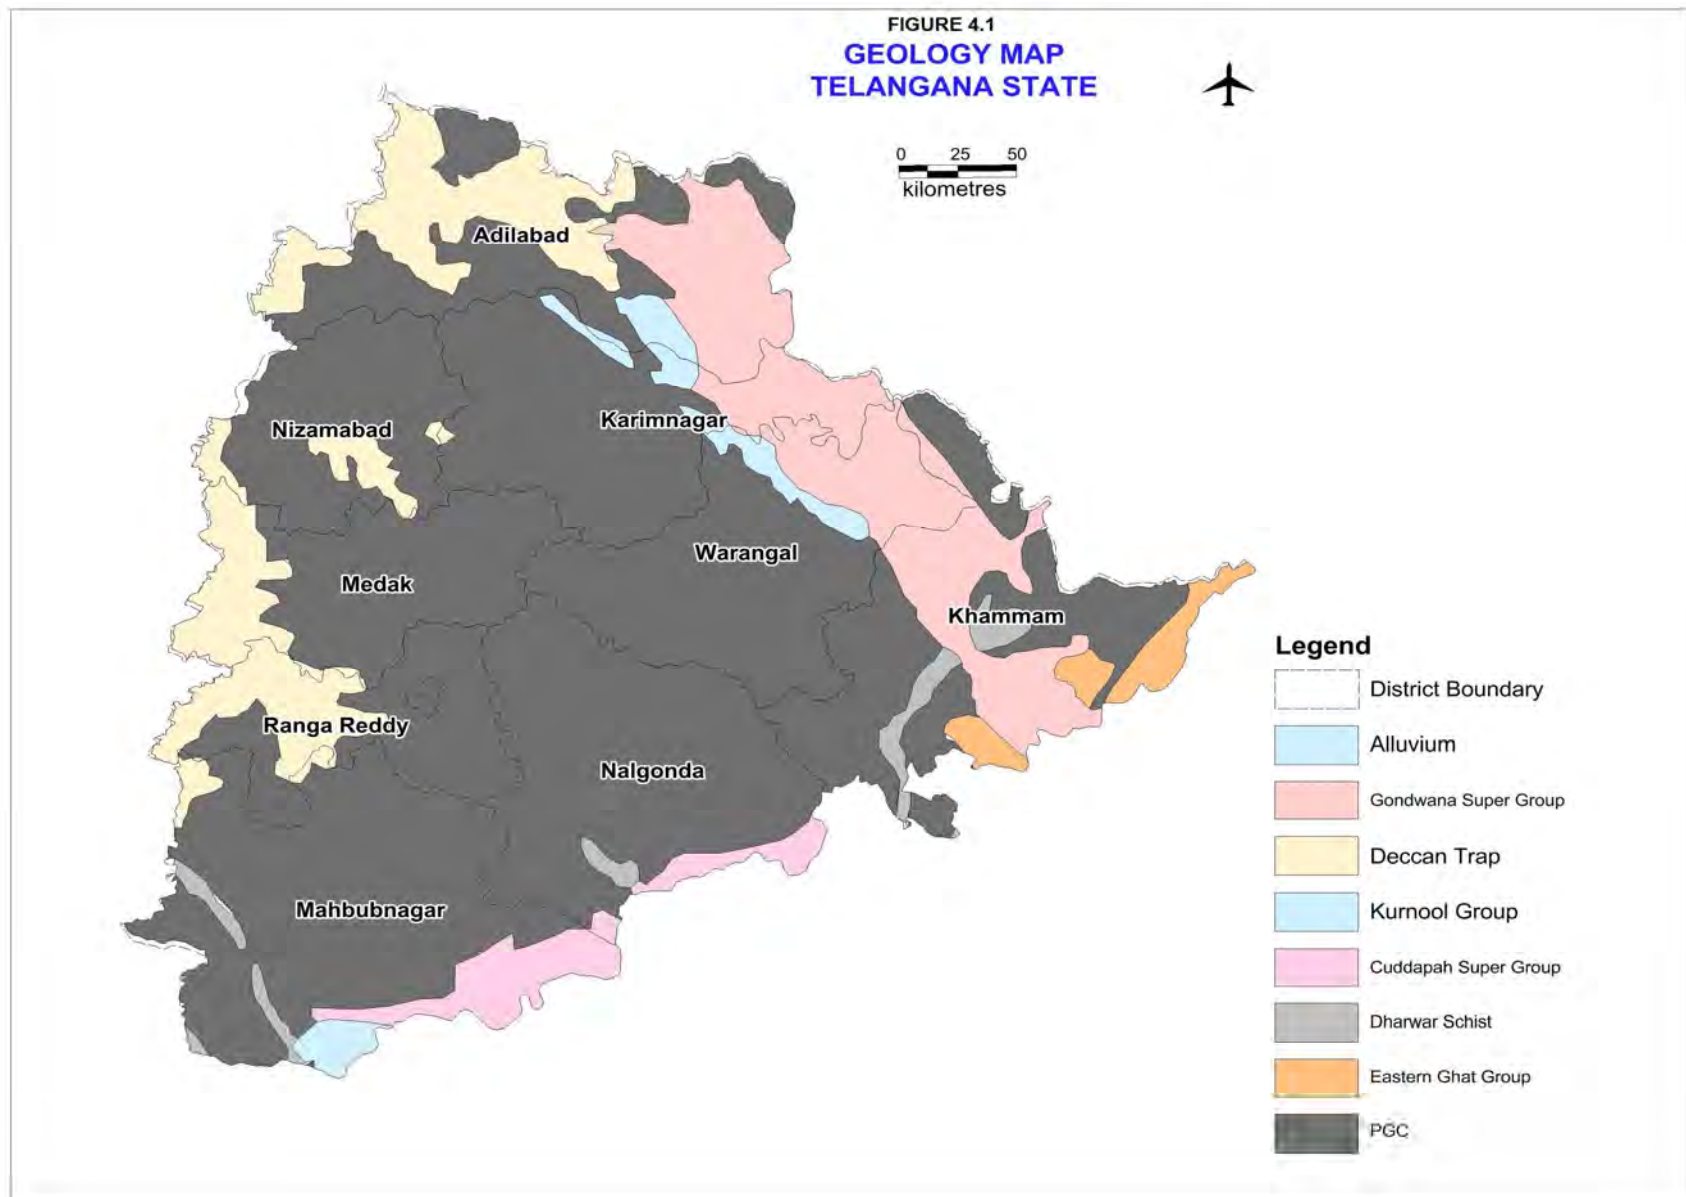 FIGURE 4.1
GEOLOGY MAP
TELANGANA STATE
0 25 50
kilometres
Adilabad
Nizamabad
Karimnagar
Warangal
Medak
Khammam
Ranga Reddy
Nalgonda
Mahbubnagar
Legend
District Boundary
Alluvium
Gondwana Super Group
Deccan Trap
Kurnool Group
Cuddapah Super Group
Dharwar Schist
Eastern Ghat Group
PGC